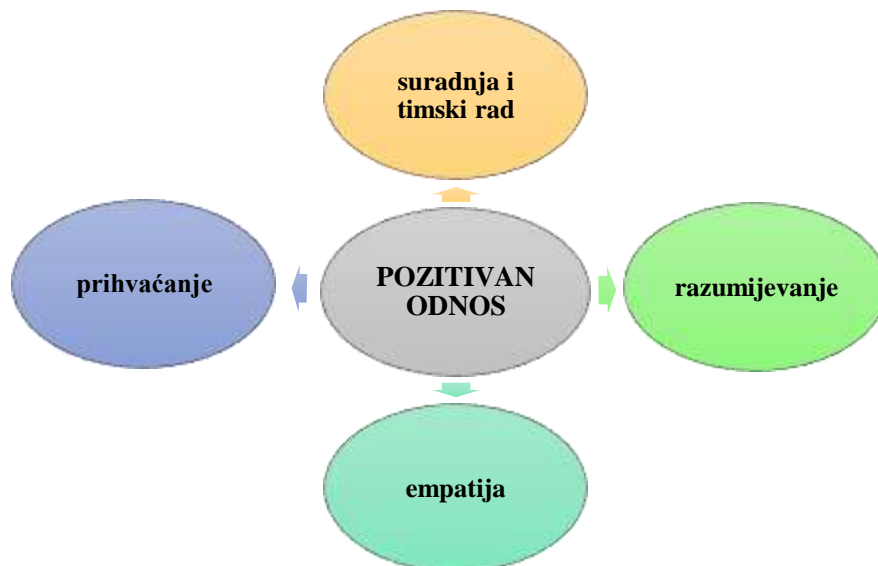 suradnja i
timski rad
prihvaćanje
POZITIVAN
ODNOS
razumijevanje
empatija